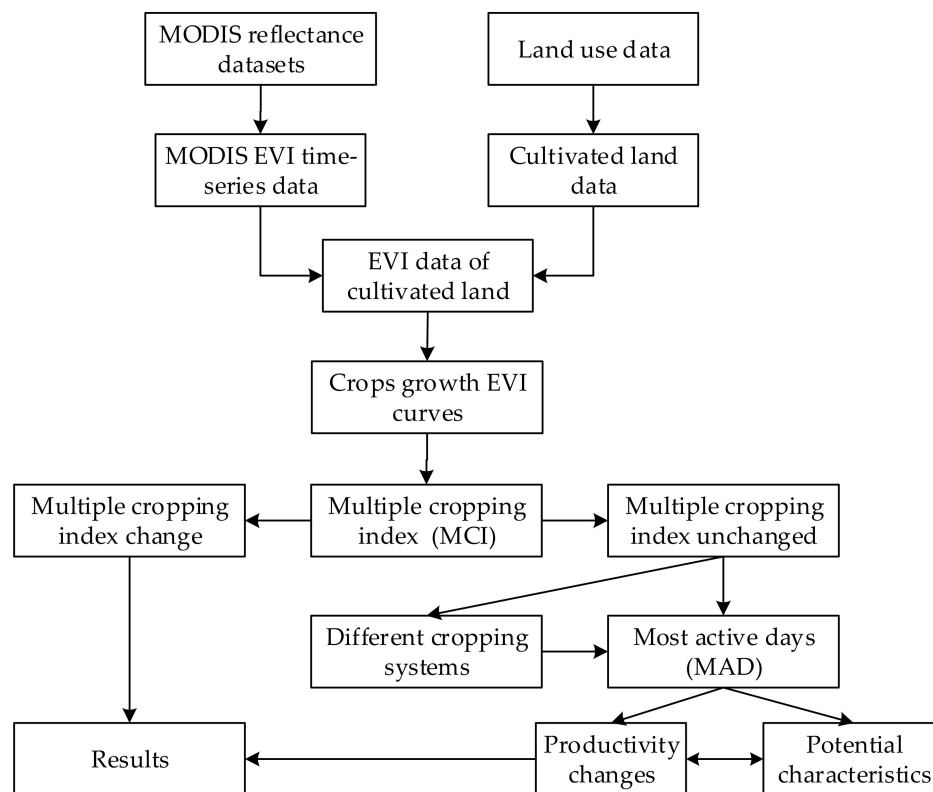 MODIS reflectance
datasets
Land use data
MODIS EVI time-
series data
Cultivated land
data
EVI data of
cultivated land
Crops growth EVI
curves
Multiple cropping
index change
Multiple cropping
index (MCI)
Multiple cropping
index unchanged
Different cropping
systems
Most active days
(MAD)
Results
Productivity
changes
Potential
characteristics